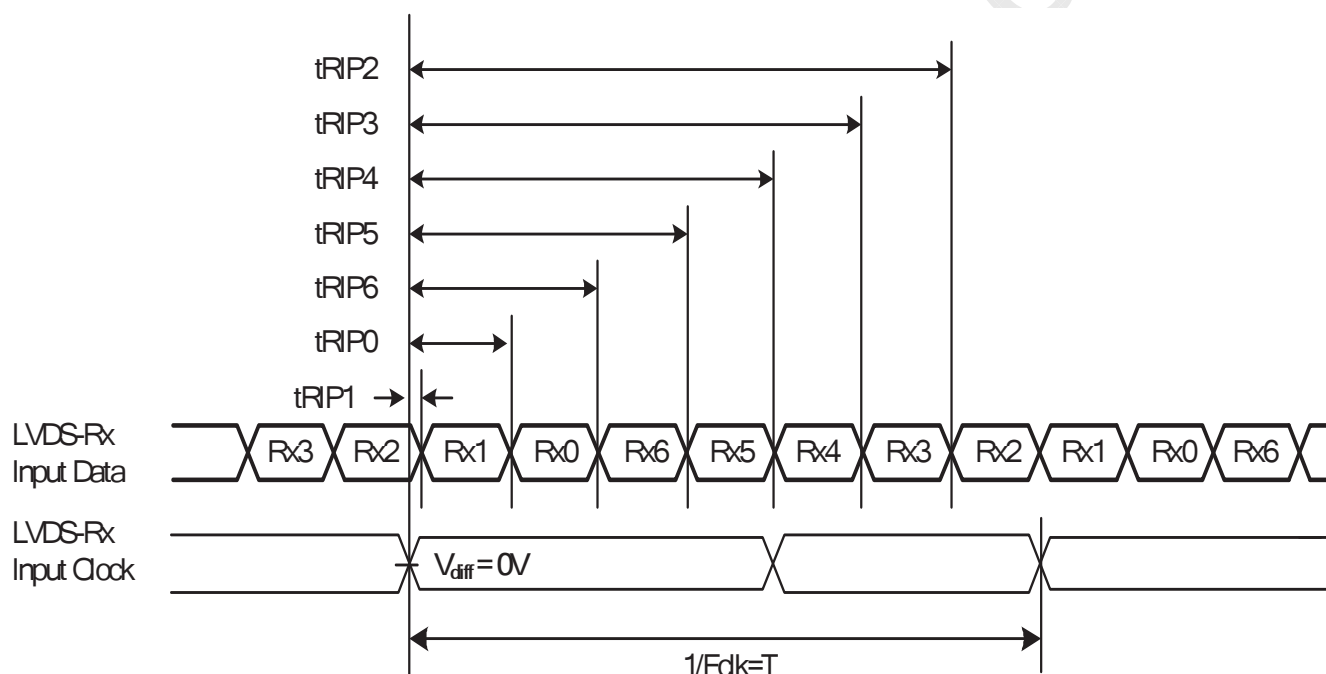 tRIP2
tRIP3
tRIP4
tRIP5
tRIP6
tRIP0
tRIP1
LVDS-Rx
Input Data
Rx3 Rx2 Rx1 Rx0 Rx6 Rx5 Rx4 Rx3 Rx2 Rx1 Rx0 Rx6
LVDS-Rx
Input Clock
Vdiff = 0V
1/Fclk=T